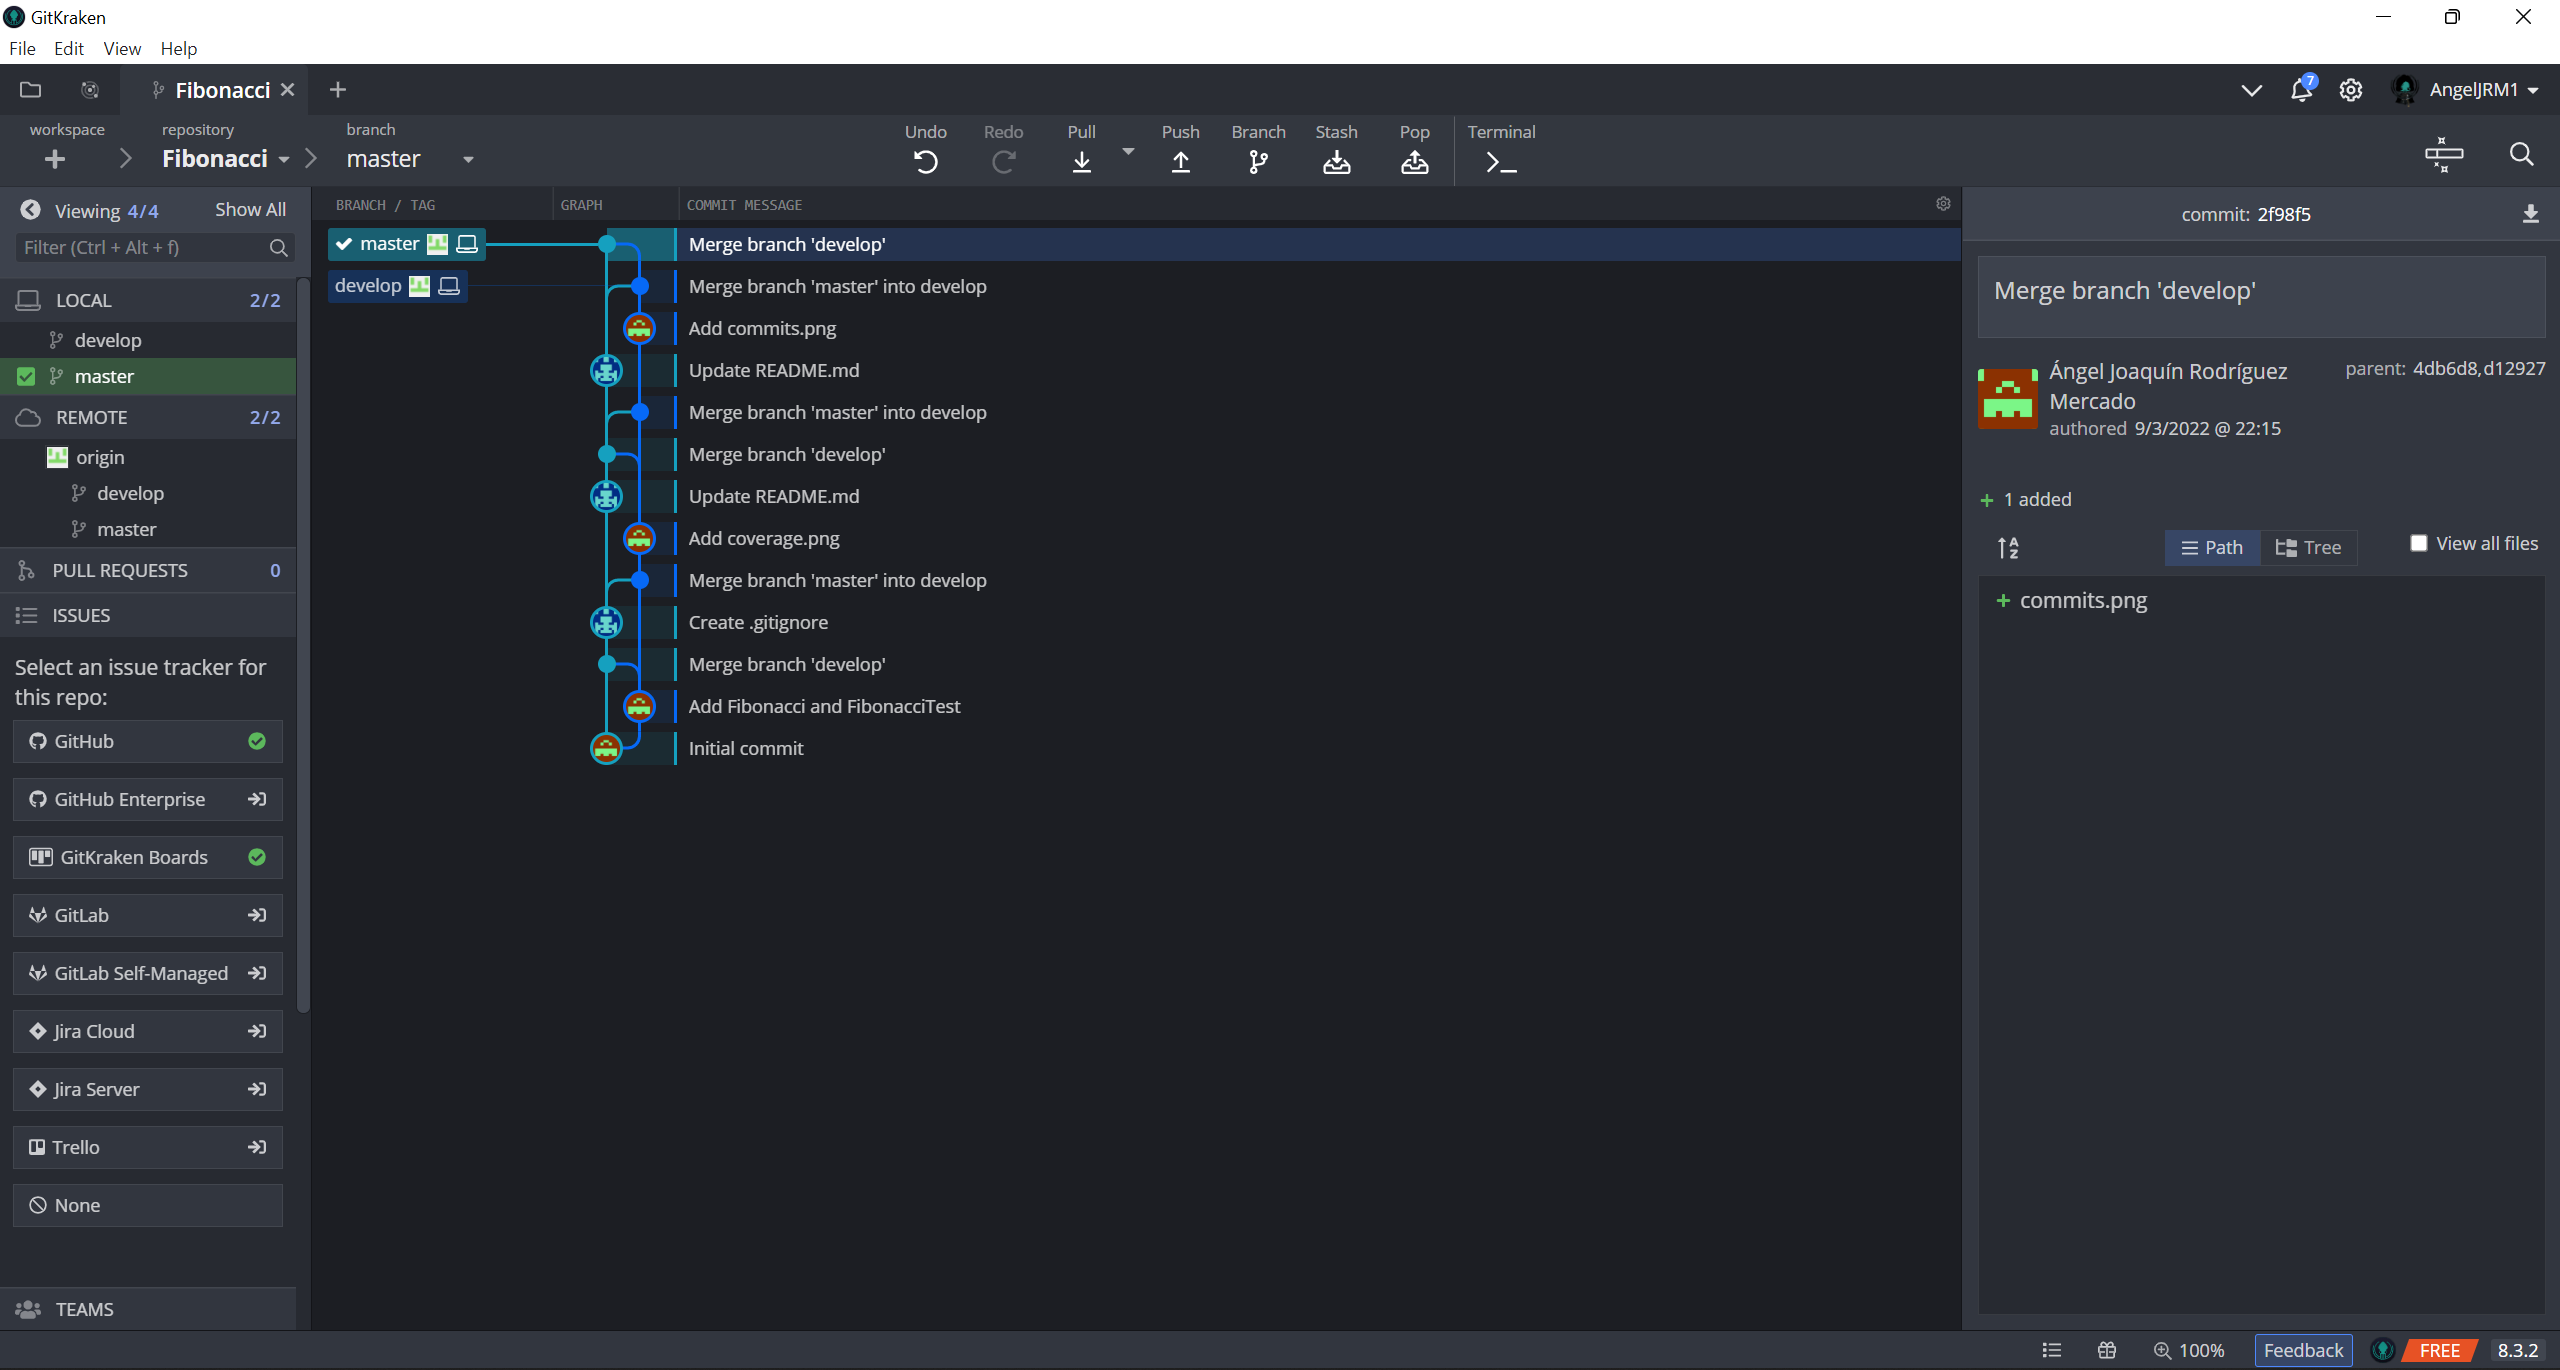 GitKraken
File Edit View Help
Fibonacci
7
AngelJRM1
workspace
repository
Fibonacci
branch
master
Undo
Redo
Pull
Push
Branch
Stash
Pop
Terminal
Viewing 4/4 Show All
Filter (Ctrl + Alt + f)
LOCAL 2/2
develop
master
REMOTE 2/2
origin
develop
master
PULL REQUESTS 0
ISSUES
Select an issue tracker for
this repo:
GitHub
GitHub Enterprise
GitKraken Boards
GitLab
GitLab Self-Managed
Jira Cloud
Jira Server
Trello
None
TEAMS
BRANCH / TAG GRAPH COMMIT MESSAGE
master Merge branch 'develop'
develop Merge branch 'master' into develop
Add commits.png
Update README.md
Merge branch 'master' into develop
Merge branch 'develop'
Update README.md
Add coverage.png
Merge branch 'master' into develop
Create .gitignore
Merge branch 'develop'
Add Fibonacci and FibonacciTest
Initial commit
commit: 2f98f5
Merge branch 'develop'
Ángel Joaquín Rodríguez
Mercado
authored 9/3/2022 @ 22:15
parent: 4db6d8,d12927
+ 1 added
A
Z
Path
Tree
View all files
+ commits.png
100%
Feedback
FREE
8.3.2